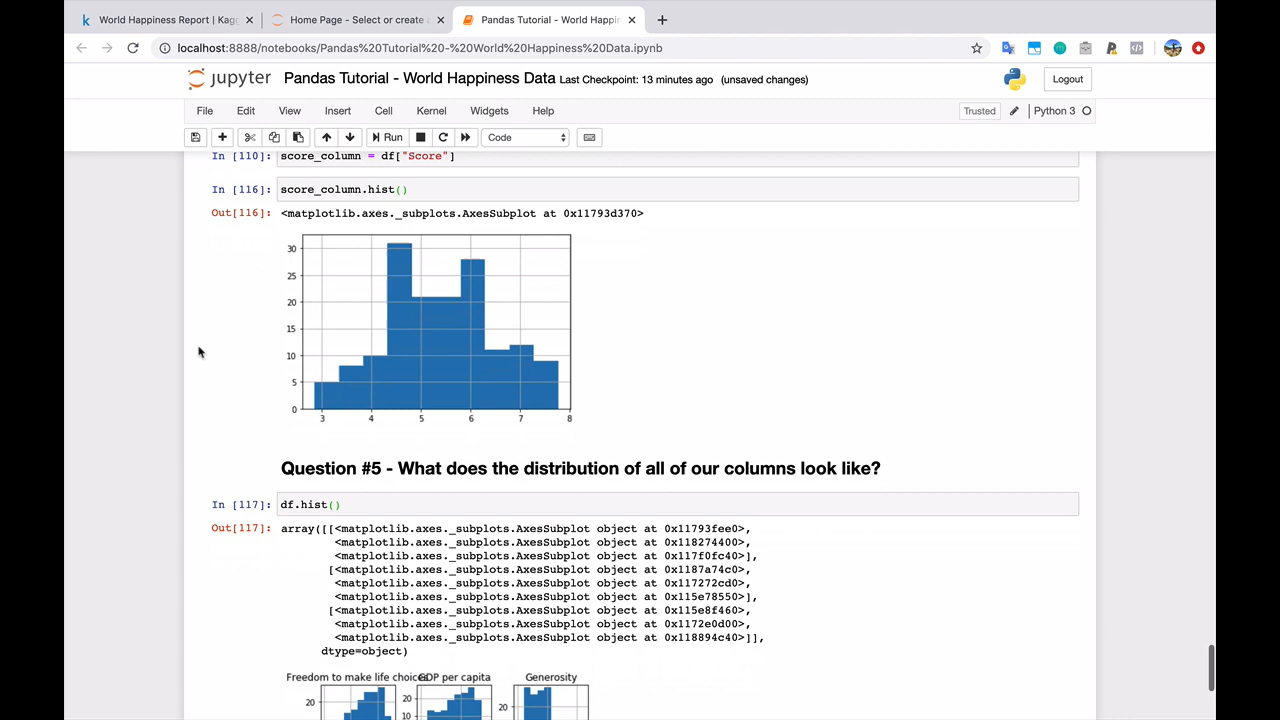 World Happiness Report | Kagg
Home Page - Select or create a
Pandas Tutorial - World Happin
localhost:8888/notebooks/Pandas%20Tutorial%20-%20World%20Happiness%20Data.ipynb
jupyter Pandas Tutorial - World Happiness Data Last Checkpoint: 13 minutes ago (unsaved changes) Logout
File Edit View Insert Cell Kernel Widgets Help Trusted Python 3
Run Code
In [110]: score_column = df["Score"]
In [116]: score_column.hist()
Out[116]: <matplotlib.axes._subplots.AxesSubplot at 0x11793d370>
30
25
20
15
10
5
0
3 4 5 6 7 8
Question #5 - What does the distribution of all of our columns look like?
In [117]: df.hist()
Out[117]: array([[<matplotlib.axes._subplots.AxesSubplot object at 0x11793fee0>,
<matplotlib.axes._subplots.AxesSubplot object at 0x118274400>,
<matplotlib.axes._subplots.AxesSubplot object at 0x117f0fc40>],
[<matplotlib.axes._subplots.AxesSubplot object at 0x1187a74c0>,
<matplotlib.axes._subplots.AxesSubplot object at 0x117272cd0>,
<matplotlib.axes._subplots.AxesSubplot object at 0x115e78550>],
[<matplotlib.axes._subplots.AxesSubplot object at 0x115e8f460>,
<matplotlib.axes._subplots.AxesSubplot object at 0x1172e0d00>,
<matplotlib.axes._subplots.AxesSubplot object at 0x118894c40>]],
dtype=object)
Freedom to make life choices GDP per capita Generosity
20 20 20
10